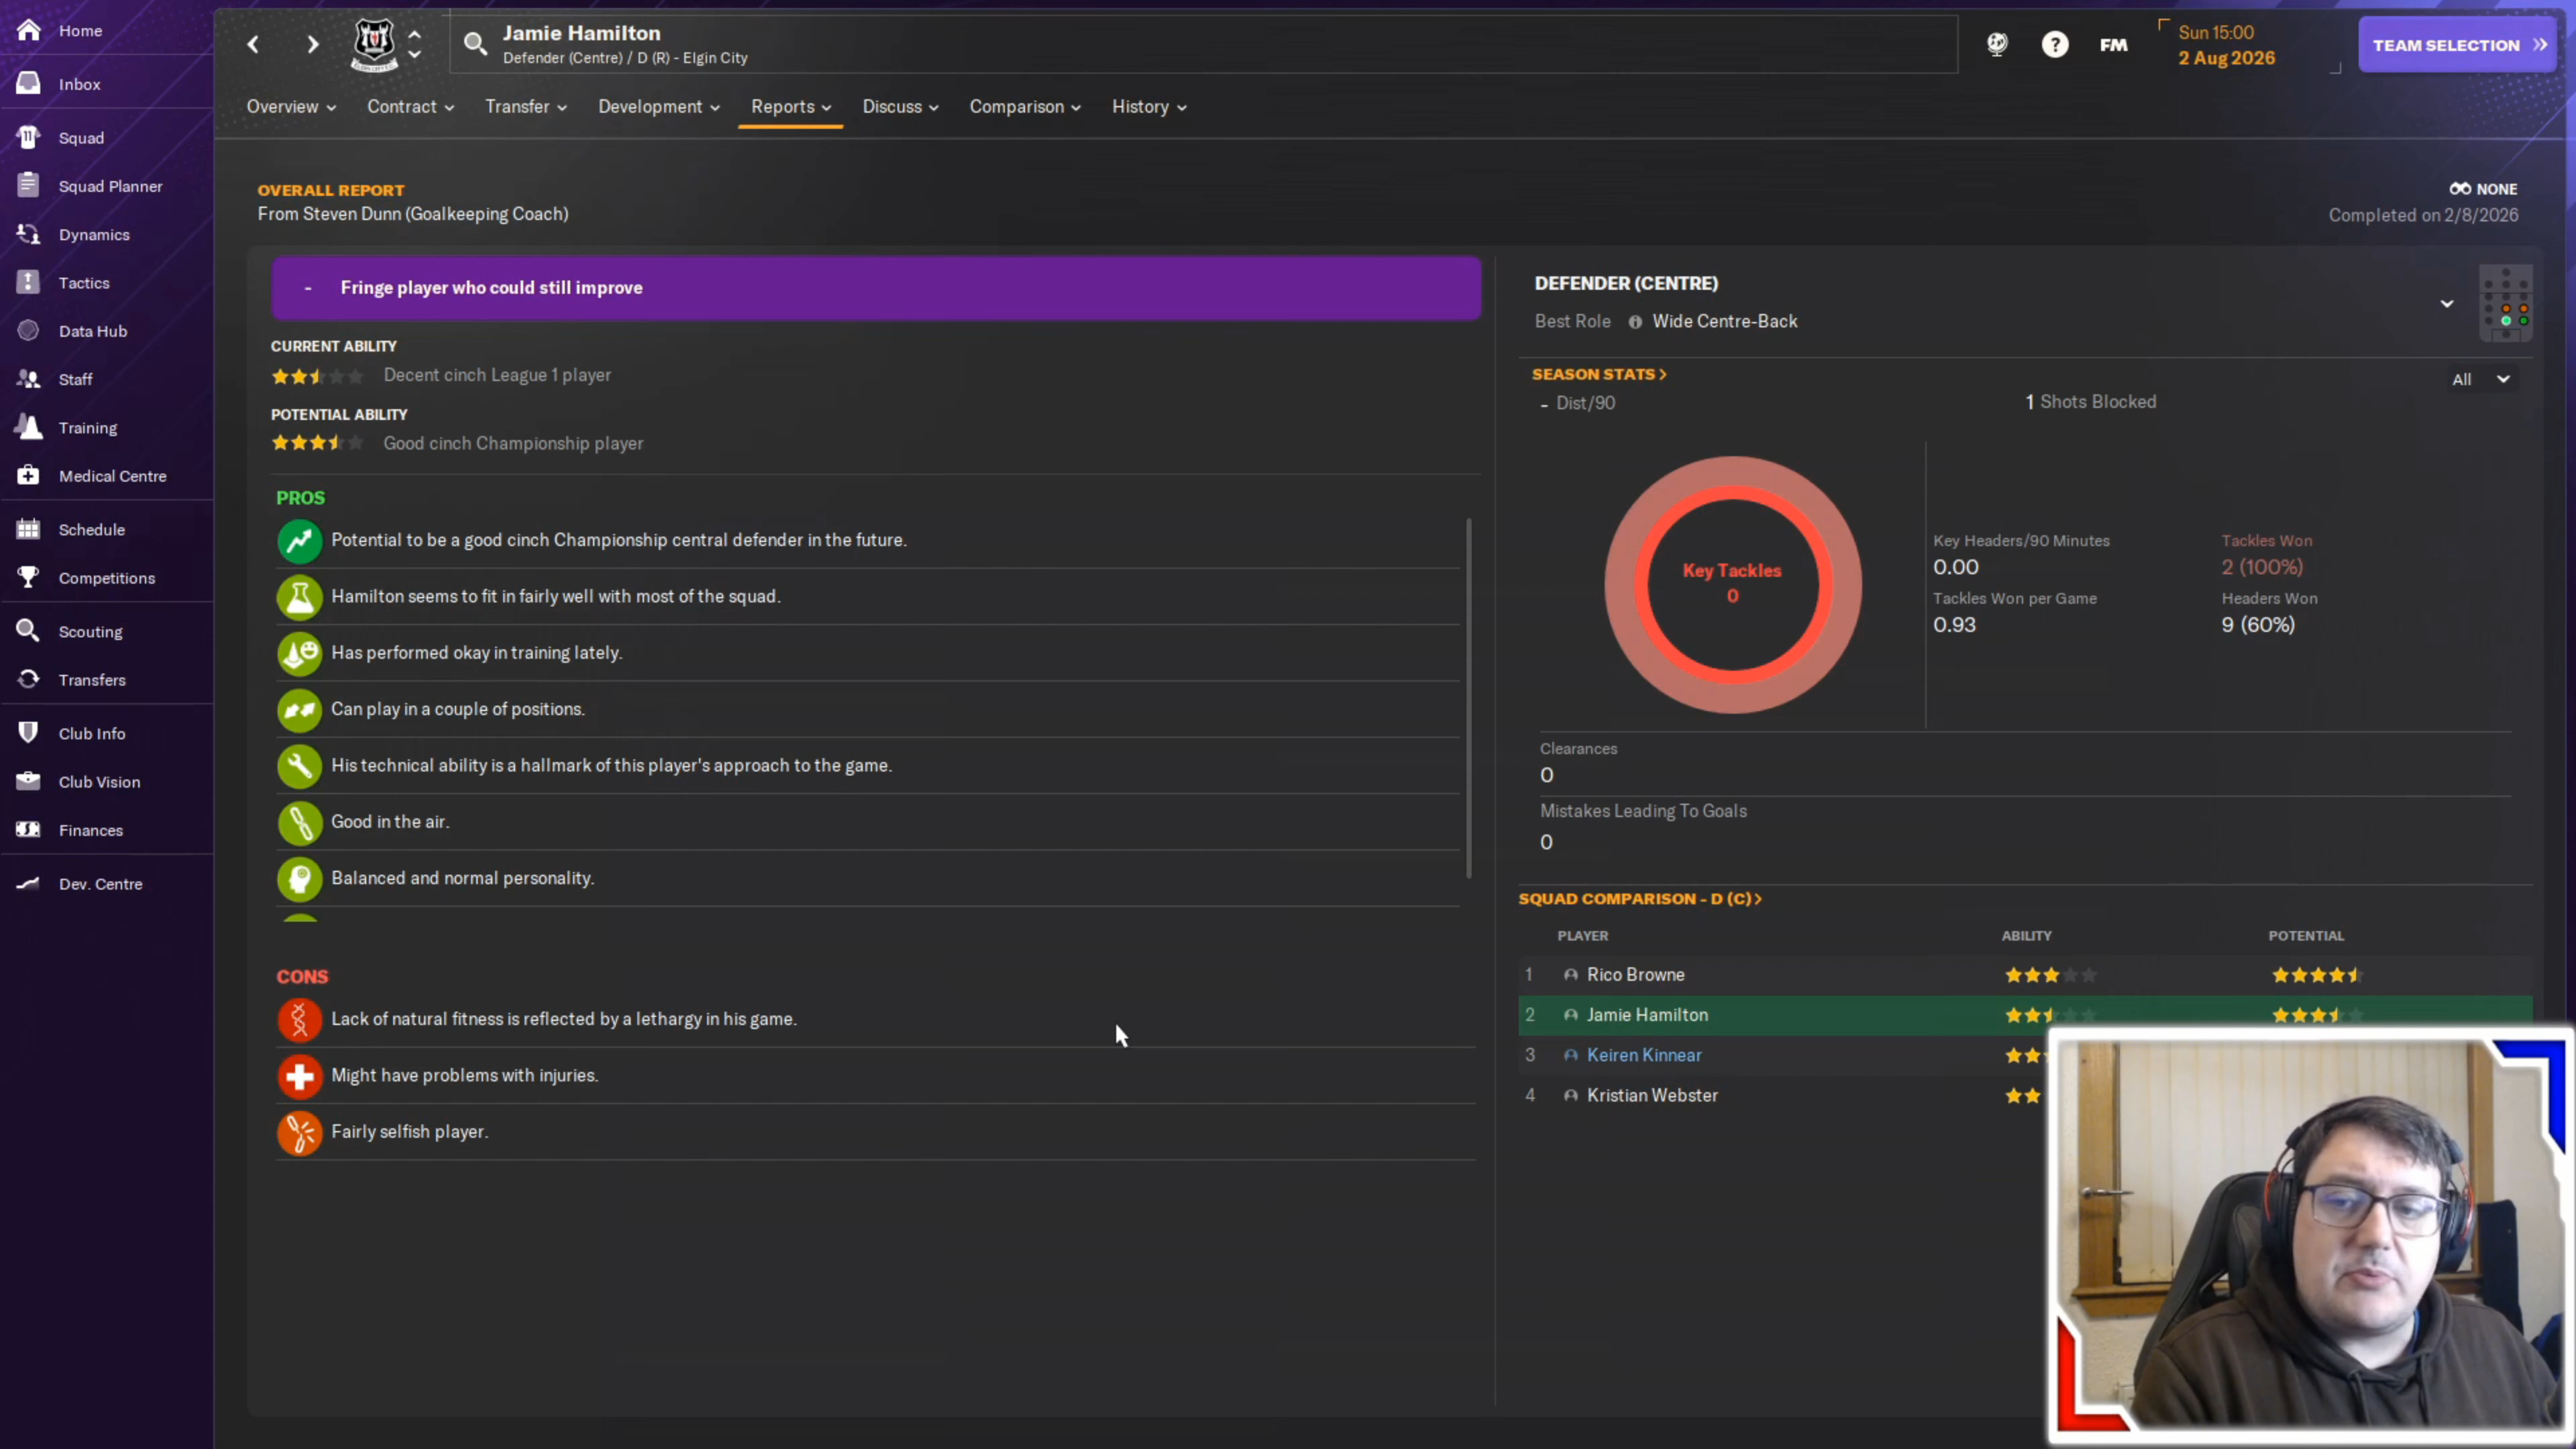 Home
Inbox
Squad
Squad Planner
Dynamics
Tactics
Data Hub
Staff
Training
Medical Centre
Schedule
Competitions
Scouting
Transfers
Club Info
Club Vision
Finances
Dev. Centre
Jamie Hamilton
Defender (Centre) / D (R) - Elgin City
FM
Sun 15:00
2 Aug 2026
TEAM SELECTION
Overview
Contract
Transfer
Development
Reports
Discuss
Comparison
History
OVERALL REPORT
From Steven Dunn (Goalkeeping Coach)
NONE
Completed on 2/8/2026
- Fringe player who could still improve
CURRENT ABILITY
Decent cinch League 1 player
POTENTIAL ABILITY
Good cinch Championship player
PROS
Potential to be a good cinch Championship central defender in the future.
Hamilton seems to fit in fairly well with most of the squad.
Has performed okay in training lately.
Can play in a couple of positions.
His technical ability is a hallmark of this player's approach to the game.
Good in the air.
Balanced and normal personality.
CONS
Lack of natural fitness is reflected by a lethargy in his game.
Might have problems with injuries.
Fairly selfish player.
DEFENDER (CENTRE)
Best Role Wide Centre-Back
SEASON STATS >
All
- Dist/90
1 Shots Blocked
Key Tackles
0
Key Headers/90 Minutes
0.00
Tackles Won
2 (100%)
Tackles Won per Game
0.93
Headers Won
9 (60%)
Clearances
0
Mistakes Leading To Goals
0
SQUAD COMPARISON - D (C) >
PLAYER ABILITY POTENTIAL
1 Rico Browne
2 Jamie Hamilton
3 Keiren Kinnear
4 Kristian Webster